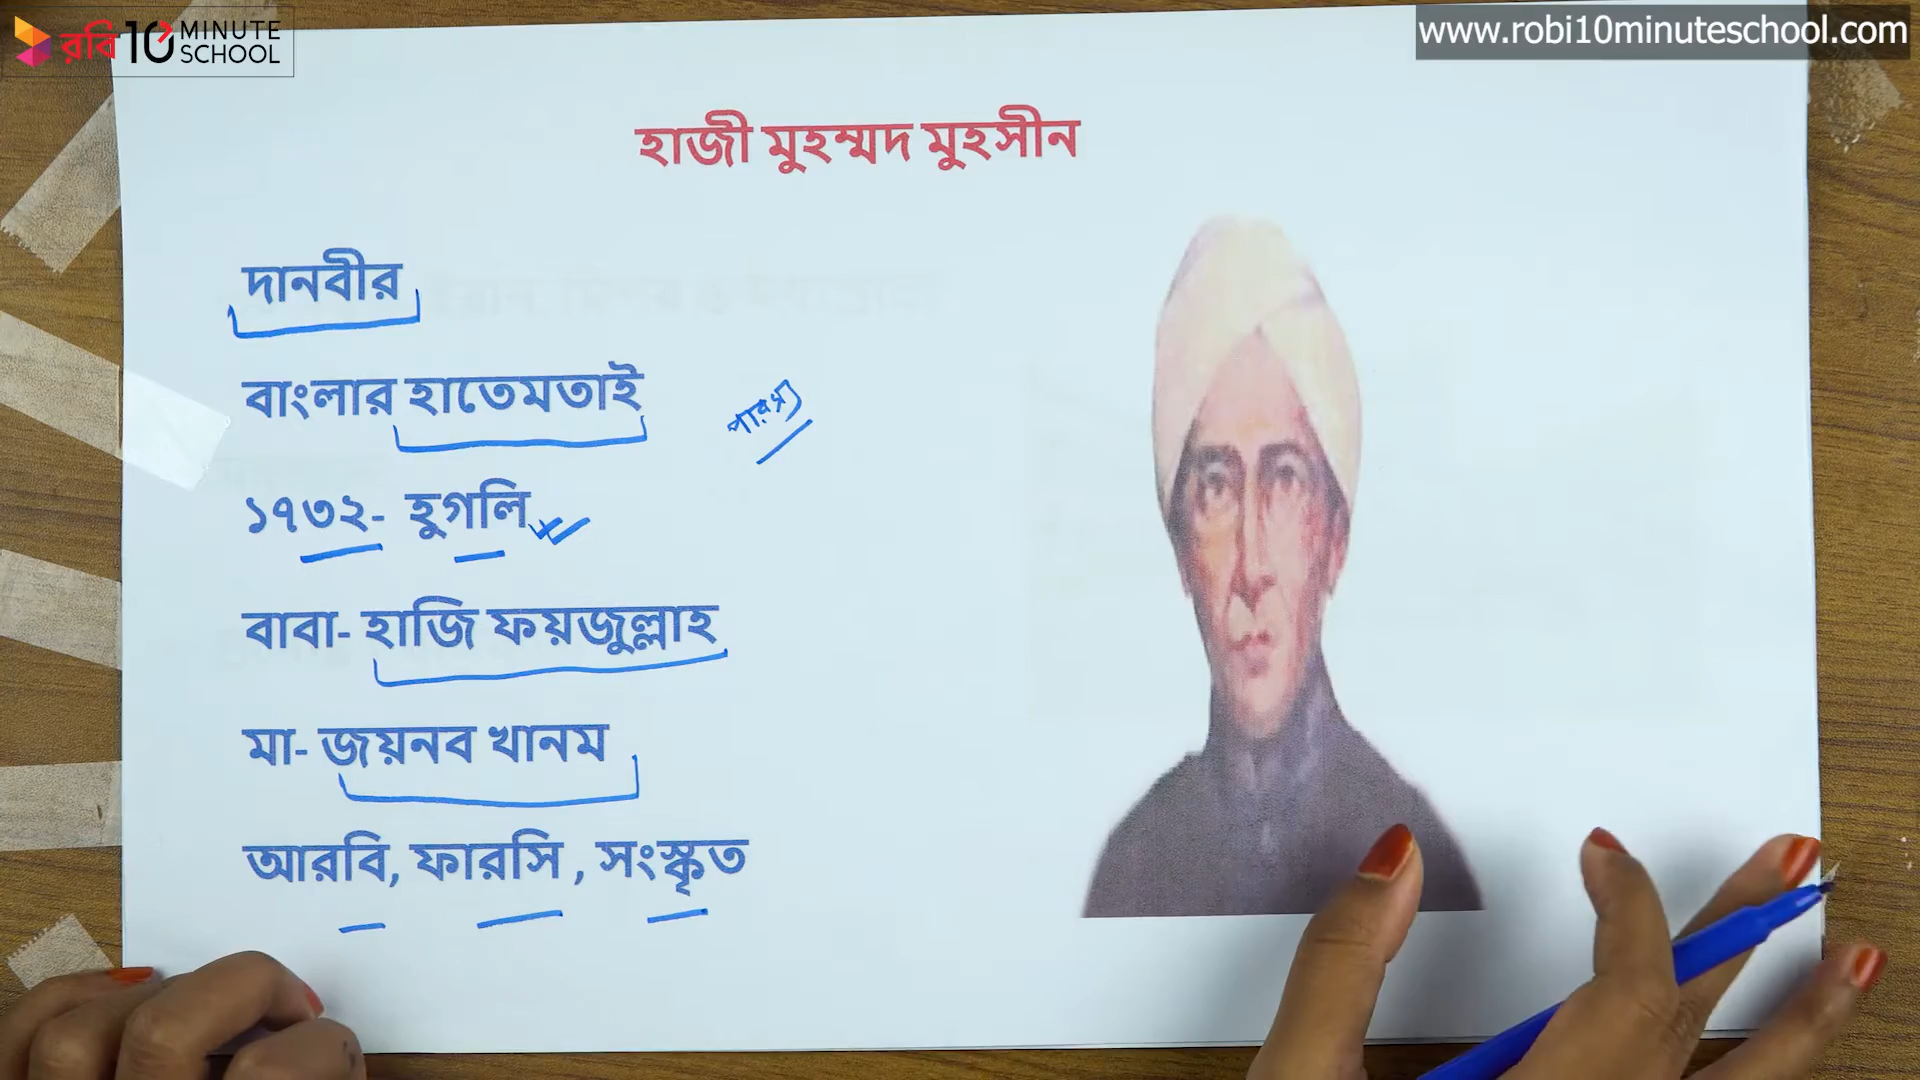 রবি 10 MINUTE SCHOOL
www.robi10minuteschool.com
হাজী মুহম্মদ মুহসীন
দানবীর
বাংলার হাতেমতাই
পারস্য
১৭৩২- হুগলি
বাবা- হাজি ফয়জুল্লাহ
মা- জয়নব খানম
আরবি, ফারসি , সংস্কৃত